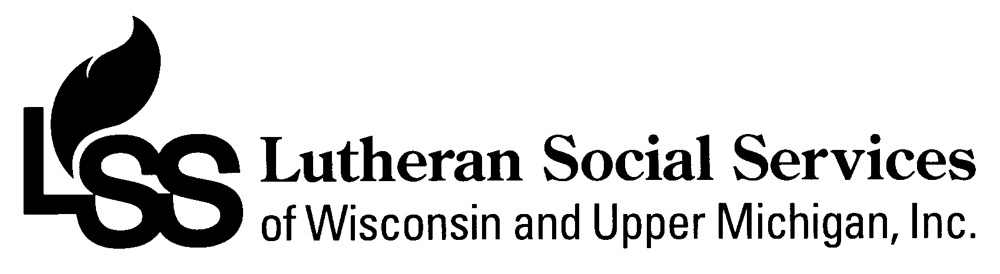 LSS
Lutheran Social Services
of Wisconsin and Upper Michigan, Inc.